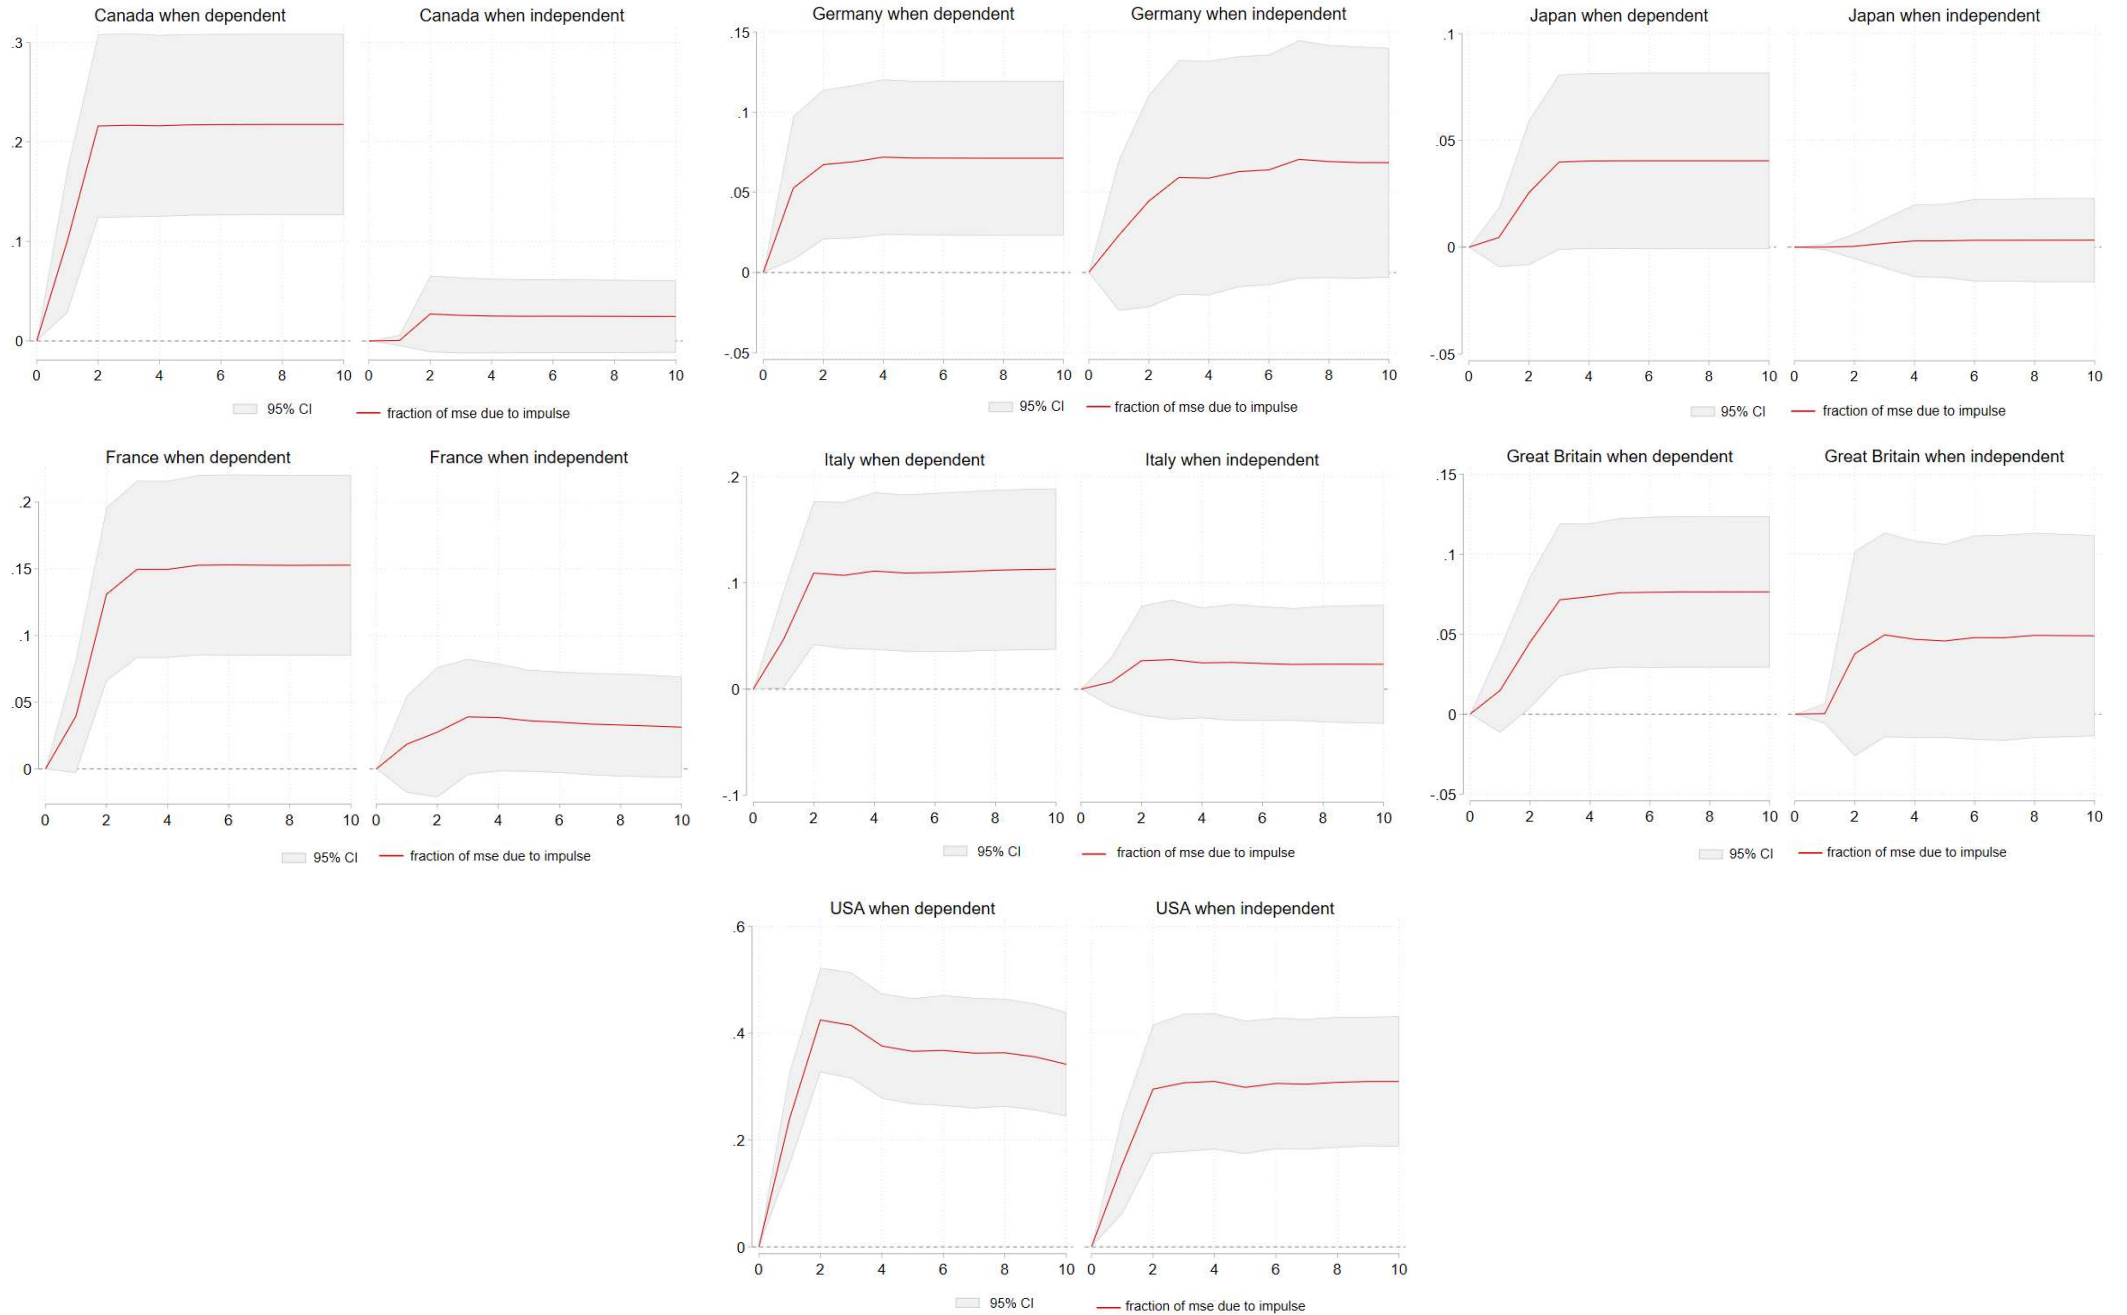 Canada when dependent
Canada when independent
.3
.2
.1
0
0 2 4 6 8 10
0 2 4 6 8 10
95% CI
fraction of mse due to impulse
Germany when dependent
Germany when independent
.15
.1
.05
0
-.05
0 2 4 6 8 10
0 2 4 6 8 10
95% CI
fraction of mse due to impulse
Japan when dependent
Japan when independent
.1
.05
0
-.05
0 2 4 6 8 10
0 2 4 6 8 10
95% CI
fraction of mse due to impulse
France when dependent
France when independent
.2
.15
.1
.05
0
0 2 4 6 8 10
0 2 4 6 8 10
95% CI
fraction of mse due to impulse
Italy when dependent
Italy when independent
.2
.1
0
-.1
0 2 4 6 8 10
0 2 4 6 8 10
95% CI
fraction of mse due to impulse
Great Britain when dependent
Great Britain when independent
.15
.1
.05
0
-.05
0 2 4 6 8 10
0 2 4 6 8 10
95% CI
fraction of mse due to impulse
USA when dependent
USA when independent
.6
.4
.2
0
0 2 4 6 8 10
0 2 4 6 8 10
95% CI
fraction of mse due to impulse